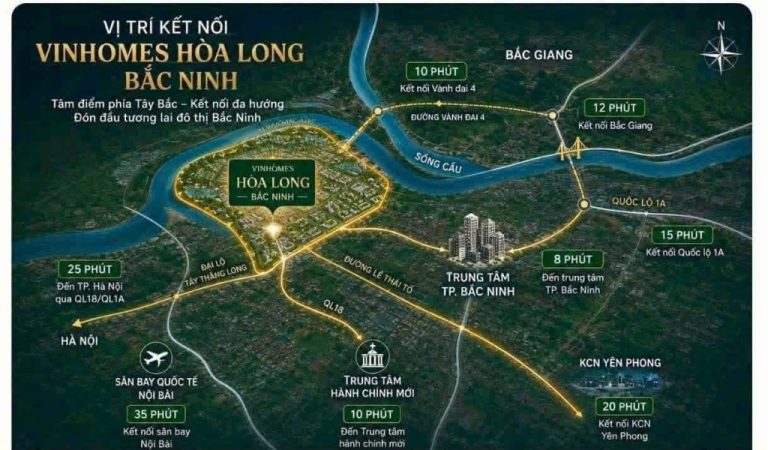 VỊ TRÍ KẾT NỐI
VINHOMES HÒA LONG
BẮC NINH
Tâm điểm phía Tây Bắc – Kết nối đa hướng
Đón đầu tương lai đô thị Bắc Ninh
N
BẮC GIANG
10 PHÚT
Kết nối Vành đai 4
ĐƯỜNG VÀNH ĐAI 4
12 PHÚT
Kết nối Bắc Giang
SÔNG CẦU
VINHOMES
HÒA LONG
BẮC NINH
QUỐC LỘ 1A
15 PHÚT
Kết nối Quốc lộ 1A
8 PHÚT
Đến trung tâm
TP. Bắc Ninh
TRUNG TÂM
TP. BẮC NINH
25 PHÚT
Đến TP. Hà Nội
qua QL18/QL1A
ĐẠI LỘ
TÂY THĂNG LONG
ĐƯỜNG LÊ THÁI TỔ
QL18
HÀ NỘI
SÂN BAY QUỐC TẾ
NỘI BÀI
35 PHÚT
Kết nối sân bay
Nội Bài
TRUNG TÂM
HÀNH CHÍNH MỚI
10 PHÚT
Đến Trung tâm
hành chính mới
KCN YÊN PHONG
20 PHÚT
Kết nối KCN
Yên Phong